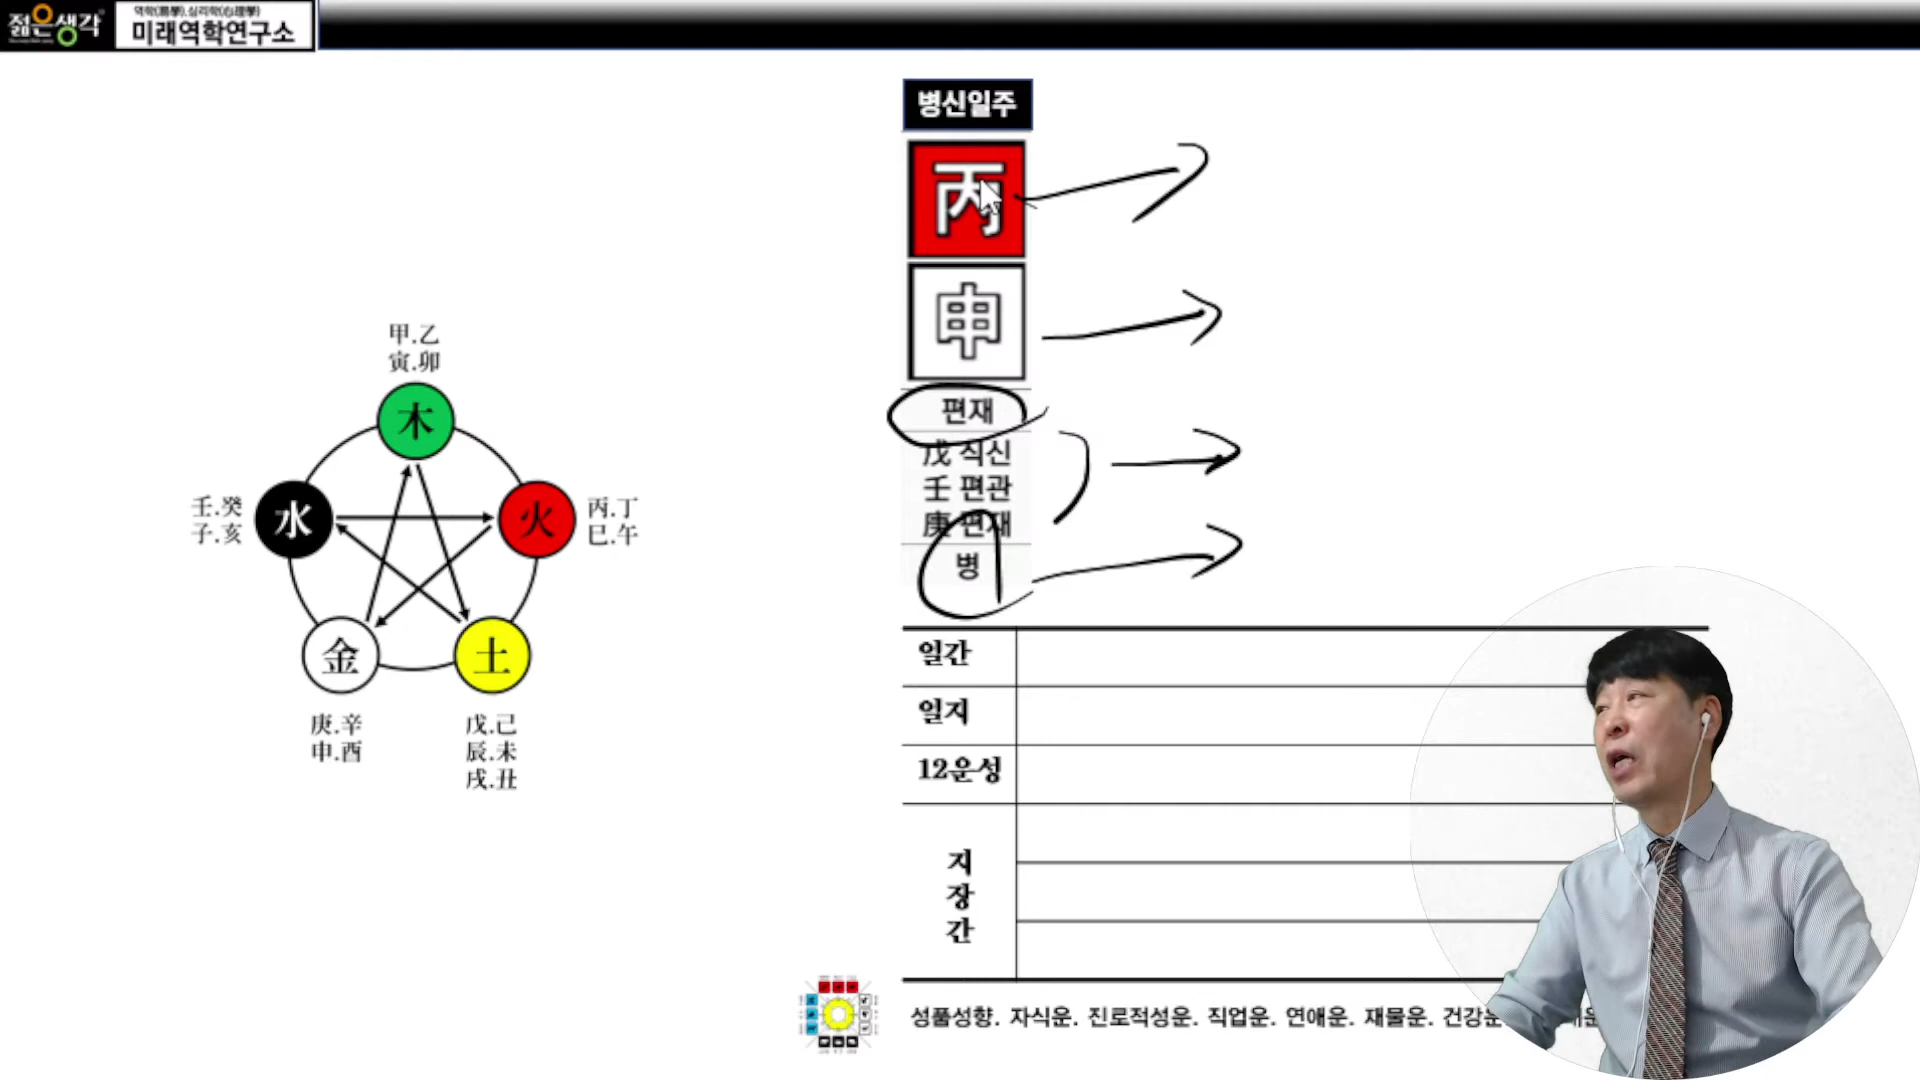 젊은생각
역학(易學).심리학(心理學)
미래역학연구소
병신일주
丙
申
편재
戊 식신
壬 편관
庚 편재
병
甲.乙
寅.卯
木
壬.癸
子.亥
水
火
丙.丁
巳.午
金
土
庚.辛
申.酉
戊.己
辰.未
戌.丑
일간
일지
12운성
지
장
간
성품성향. 자식운. 진로적성운. 직업운. 연애운. 재물운. 건강운